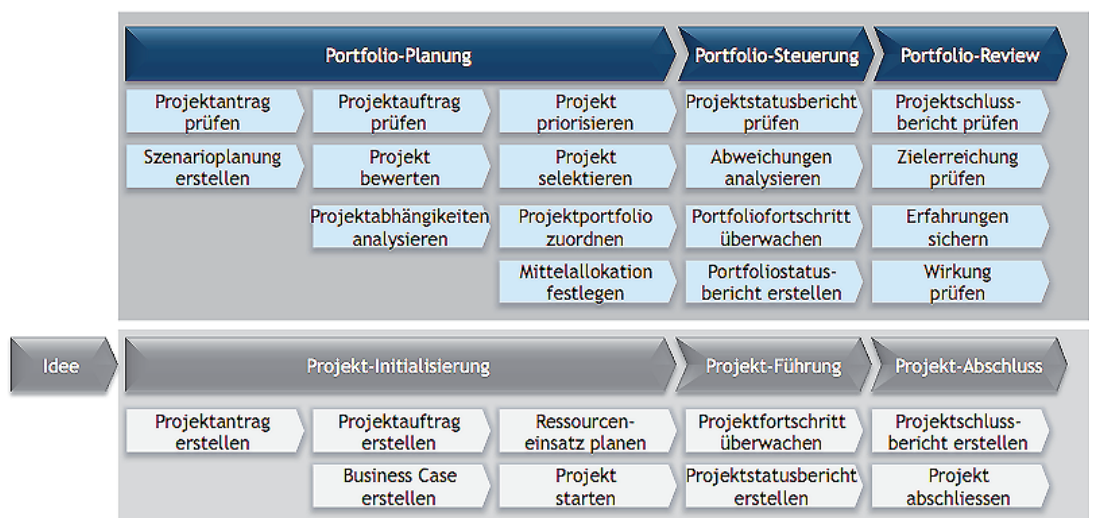 Portfolio-Planung
Portfolio-Steuerung
Portfolio-Review
Projektantrag
prüfen
Projektauftrag
prüfen
Projekt
priorisieren
Projektstatusbericht
prüfen
Projektschluss-
bericht prüfen
Szenarioplanung
erstellen
Projekt
bewerten
Projekt
selektieren
Abweichungen
analysieren
Zielerreichung
prüfen
Projektabhängigkeiten
analysieren
Projektportfolio
zuordnen
Portfoliofortschritt
überwachen
Erfahrungen
sichern
Mittelallokation
festlegen
Portfoliostatus-
bericht erstellen
Wirkung
prüfen
Idee
Projekt-Initialisierung
Projekt-Führung
Projekt-Abschluss
Projektantrag
erstellen
Projektauftrag
erstellen
Ressourcen-
einsatz planen
Projektfortschritt
überwachen
Projektschluss-
bericht erstellen
Business Case
erstellen
Projekt
starten
Projektstatusbericht
erstellen
Projekt
abschliessen